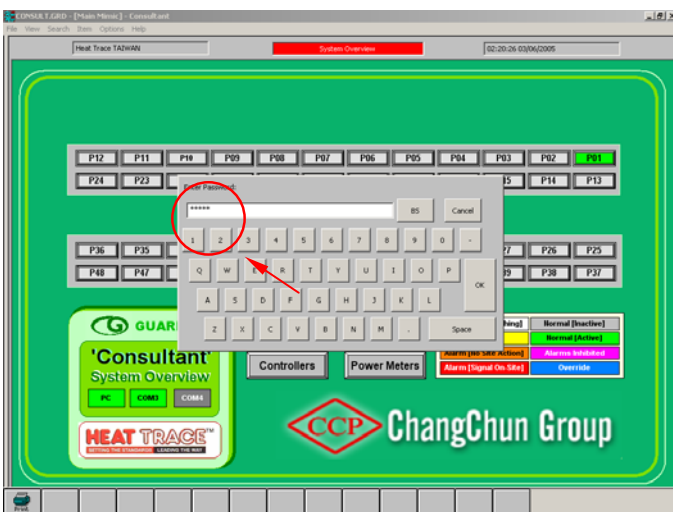 CONSULT.GRD - [Main Mimic] - Consultant
File View Search Item Options Help
Heat Trace TAIWAN System Overview 02:20:26 03/06/2005
P12 P11 P10 P09 P08 P07 P06 P05 P04 P03 P02 P01
P24 P23 P14 P13
Enter Password:
***** BS Cancel
1 2 3 4 5 6 7 8 9 0 -
P36 P35 P26 P25
Q W E R T Y U I O P OK
P48 P47 P38 P37
A S D F G H J K L
Z X C V B N M . Space
GUAR
Normal [Inactive]
Normal [Active]
'Consultant'
System Overview
Controllers Power Meters
Alarm [No Site Action] Alarms Inhibited
Alarm [Signal On-Site] Override
PC COM3 COM4
HEAT TRACE™
SETTING THE STANDARDS LEADING THE WAY
CCP ChangChun Group
Print